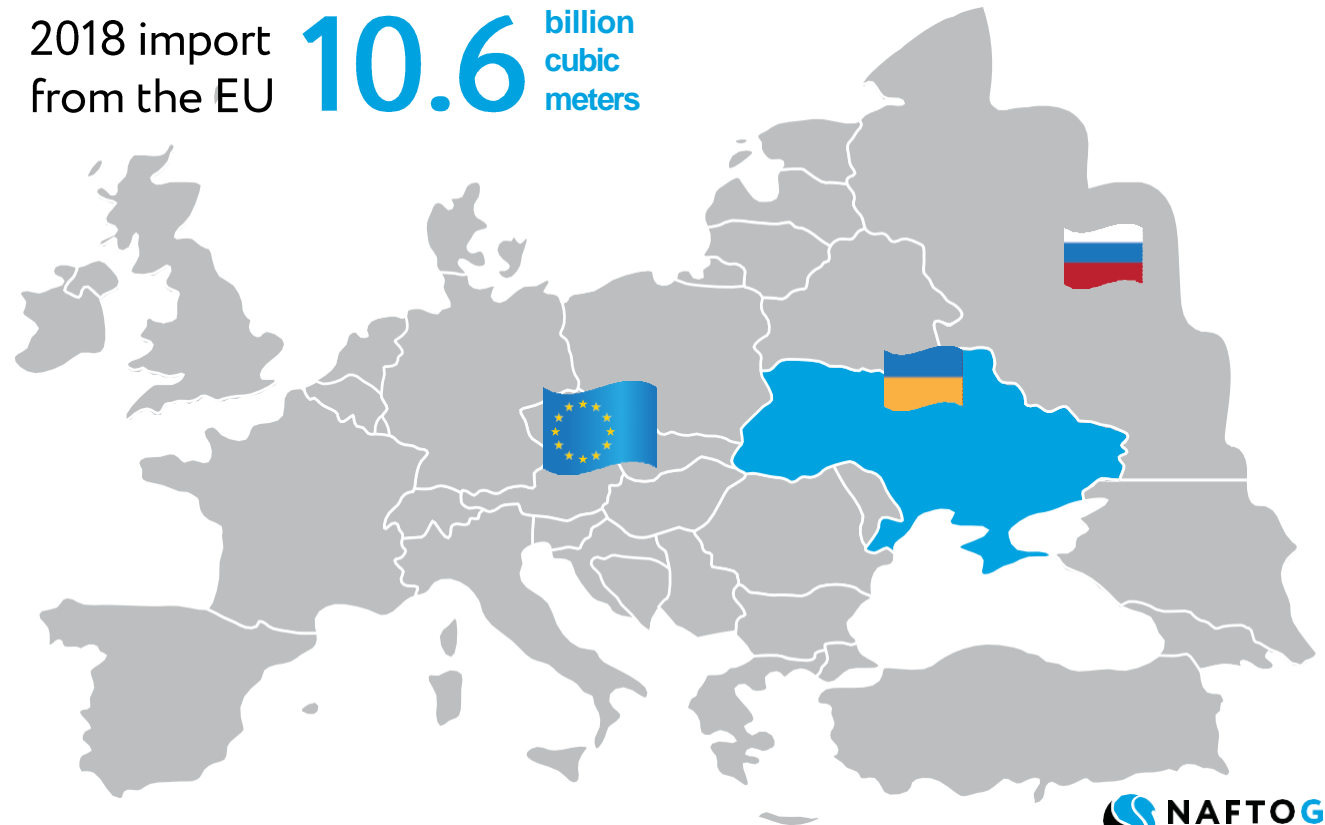 2018 import
from the EU
10.6
billion
cubic
meters
NAFTOG